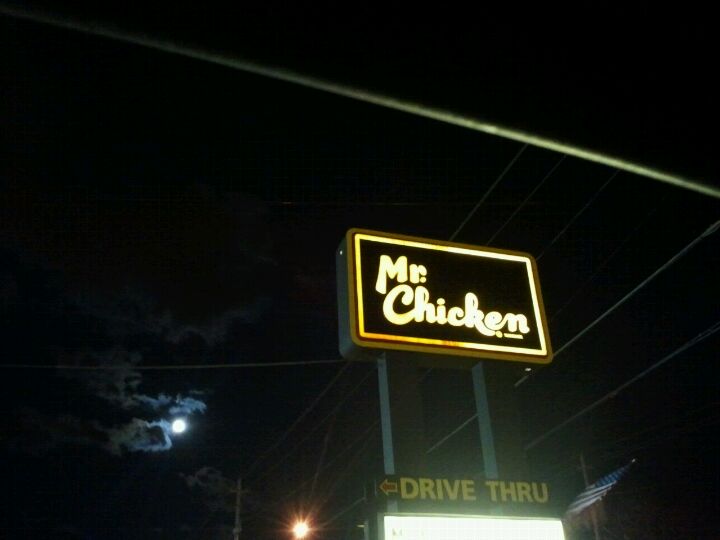 Mr.
Chicken
DRIVE THRU